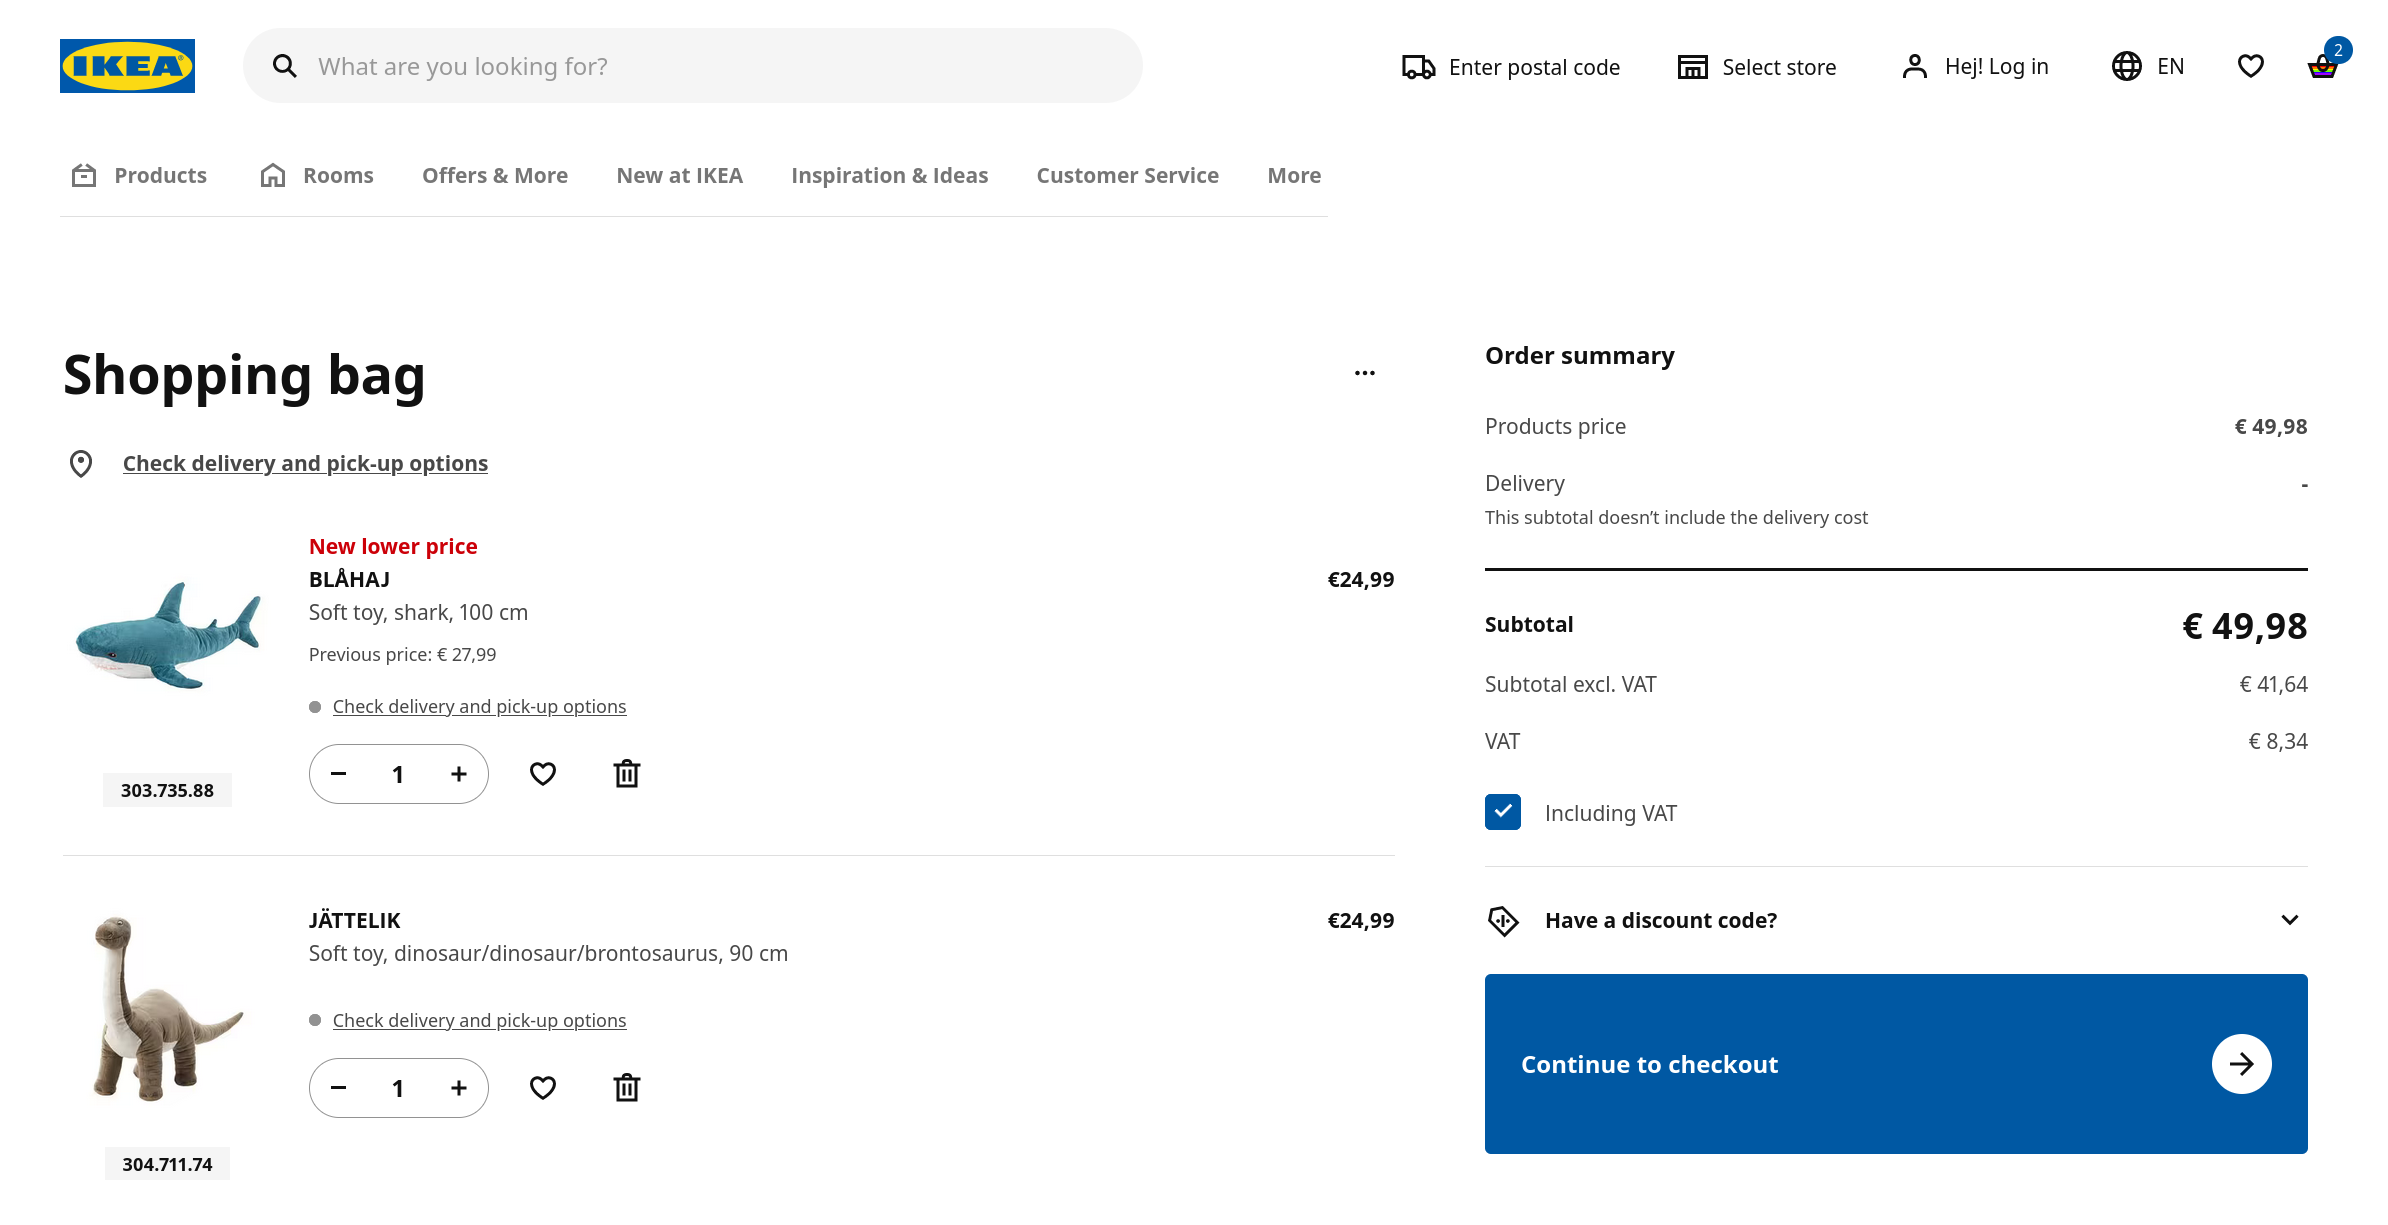 IKEA
What are you looking for?
Enter postal code
Select store
Hej! Log in
EN
2
Products
Rooms
Offers & More
New at IKEA
Inspiration & Ideas
Customer Service
More
Shopping bag
Check delivery and pick-up options
New lower price
BLÅHAJ
€24,99
Soft toy, shark, 100 cm
Previous price: € 27,99
Check delivery and pick-up options
1
303.735.88
JÄTTELIK
€24,99
Soft toy, dinosaur/dinosaur/brontosaurus, 90 cm
Check delivery and pick-up options
1
304.711.74
Order summary
Products price
€ 49,98
Delivery
-
This subtotal doesn’t include the delivery cost
Subtotal
€ 49,98
Subtotal excl. VAT
€ 41,64
VAT
€ 8,34
Including VAT
Have a discount code?
Continue to checkout